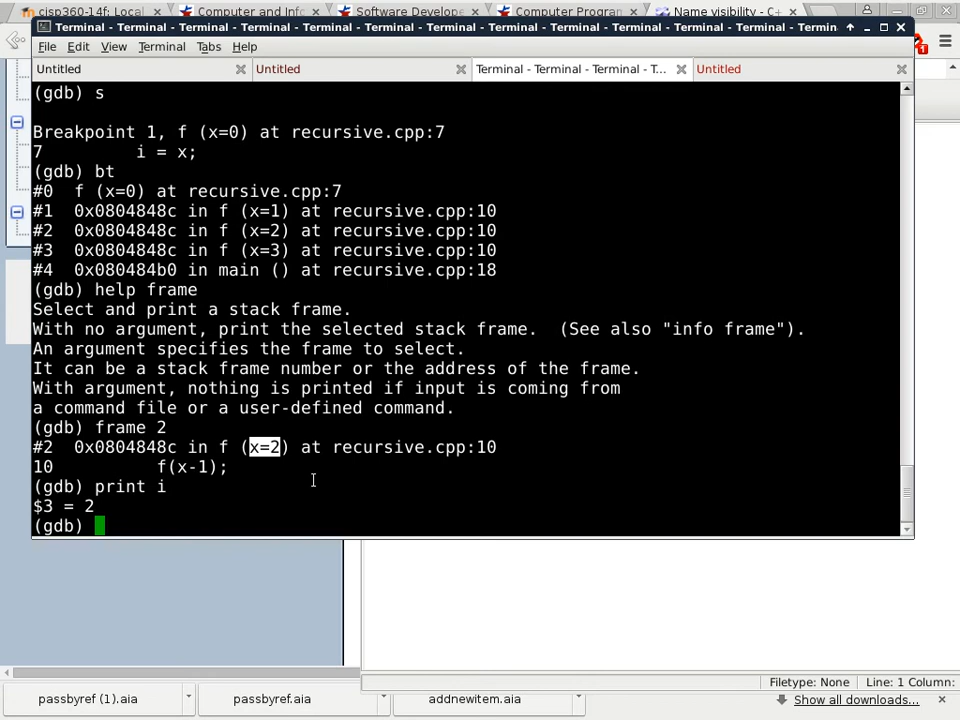 cisp360-14f: Local
Computer and Info
Software Develope
Computer Program
Name visibility - C+
Terminal - Terminal - Terminal - Terminal - Terminal - Terminal - Terminal - Terminal - Terminal - Termin
File Edit View Terminal Tabs Help
Untitled
Untitled
Terminal - Terminal - Terminal - T...
Untitled
(gdb) s
Breakpoint 1, f (x=0) at recursive.cpp:7
7 i = x;
(gdb) bt
#0 f (x=0) at recursive.cpp:7
#1 0x0804848c in f (x=1) at recursive.cpp:10
#2 0x0804848c in f (x=2) at recursive.cpp:10
#3 0x0804848c in f (x=3) at recursive.cpp:10
#4 0x080484b0 in main () at recursive.cpp:18
(gdb) help frame
Select and print a stack frame.
With no argument, print the selected stack frame. (See also "info frame").
An argument specifies the frame to select.
It can be a stack frame number or the address of the frame.
With argument, nothing is printed if input is coming from
a command file or a user-defined command.
(gdb) frame 2
#2 0x0804848c in f (x=2) at recursive.cpp:10
10 f(x-1);
(gdb) print i
$3 = 2
(gdb)
Filetype: None
Line: 1 Column:
passbyref (1).aia
passbyref.aia
addnewitem.aia
Show all downloads...